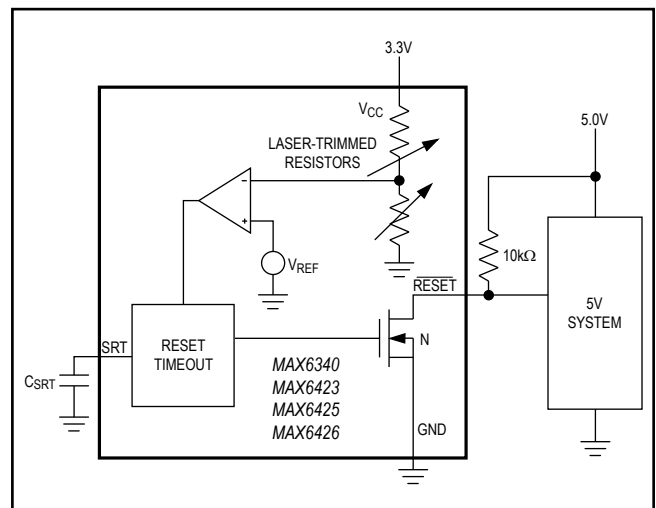 3.3V
VCC
5.0V
LASER-TRIMMED
RESISTORS
−
+
VREF
10kΩ
RESET
5V
SYSTEM
SRT
RESET
TIMEOUT
N
CSRT
MAX6340
MAX6423
MAX6425
MAX6426
GND